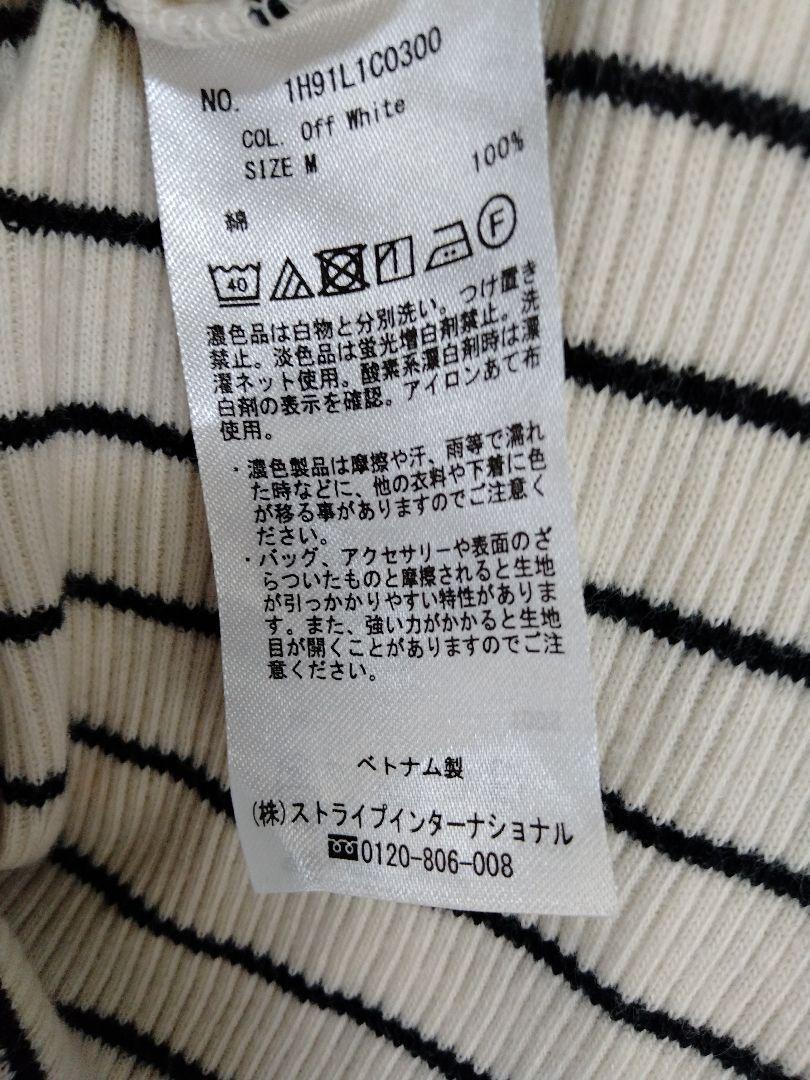 NO. 1H91L1C0300
COL. Off White
SIZE M
100%
綿
40
F
濃色品は白物と分別洗い。つけ置き
禁止。淡色品は蛍光増白剤禁止。洗
濯ネット使用。酸素系漂白剤時は漂
白剤の表示を確認。アイロンあて布
使用。
・濃色製品は摩擦や汗、雨等で濡れ
た時などに、他の衣料や下着に色
が移る事がありますのでご注意く
ださい。
・バッグ、アクセサリーや表面のざ
らついたものと摩擦されると生地
が引っかかりやすい特性がありま
す。また、強い力がかかると生地
目が開くことがありますのでご注
意ください。
ベトナム製
(株)ストライプインターナショナル
0120-806-008